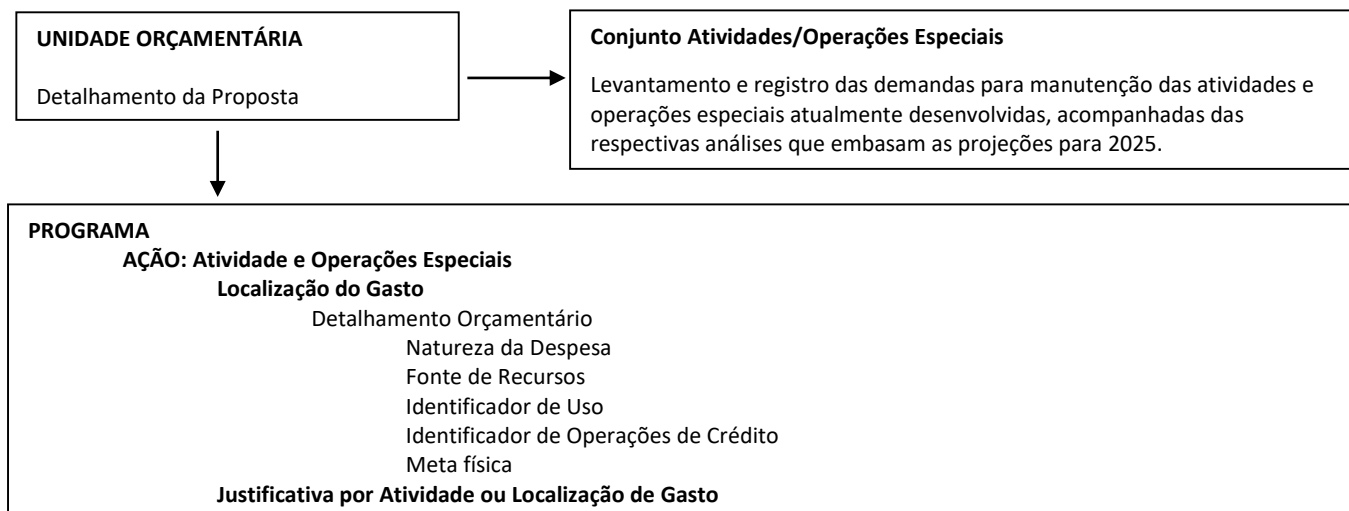 UNIDADE ORÇAMENTÁRIA
Detalhamento da Proposta
Conjunto Atividades/Operações Especiais
Levantamento e registro das demandas para manutenção das atividades e
operações especiais atualmente desenvolvidas, acompanhadas das
respectivas análises que embasam as projeções para 2025.
PROGRAMA
AÇÃO: Atividade e Operações Especiais
Localização do Gasto
Detalhamento Orçamentário
Natureza da Despesa
Fonte de Recursos
Identificador de Uso
Identificador de Operações de Crédito
Meta física
Justificativa por Atividade ou Localização de Gasto